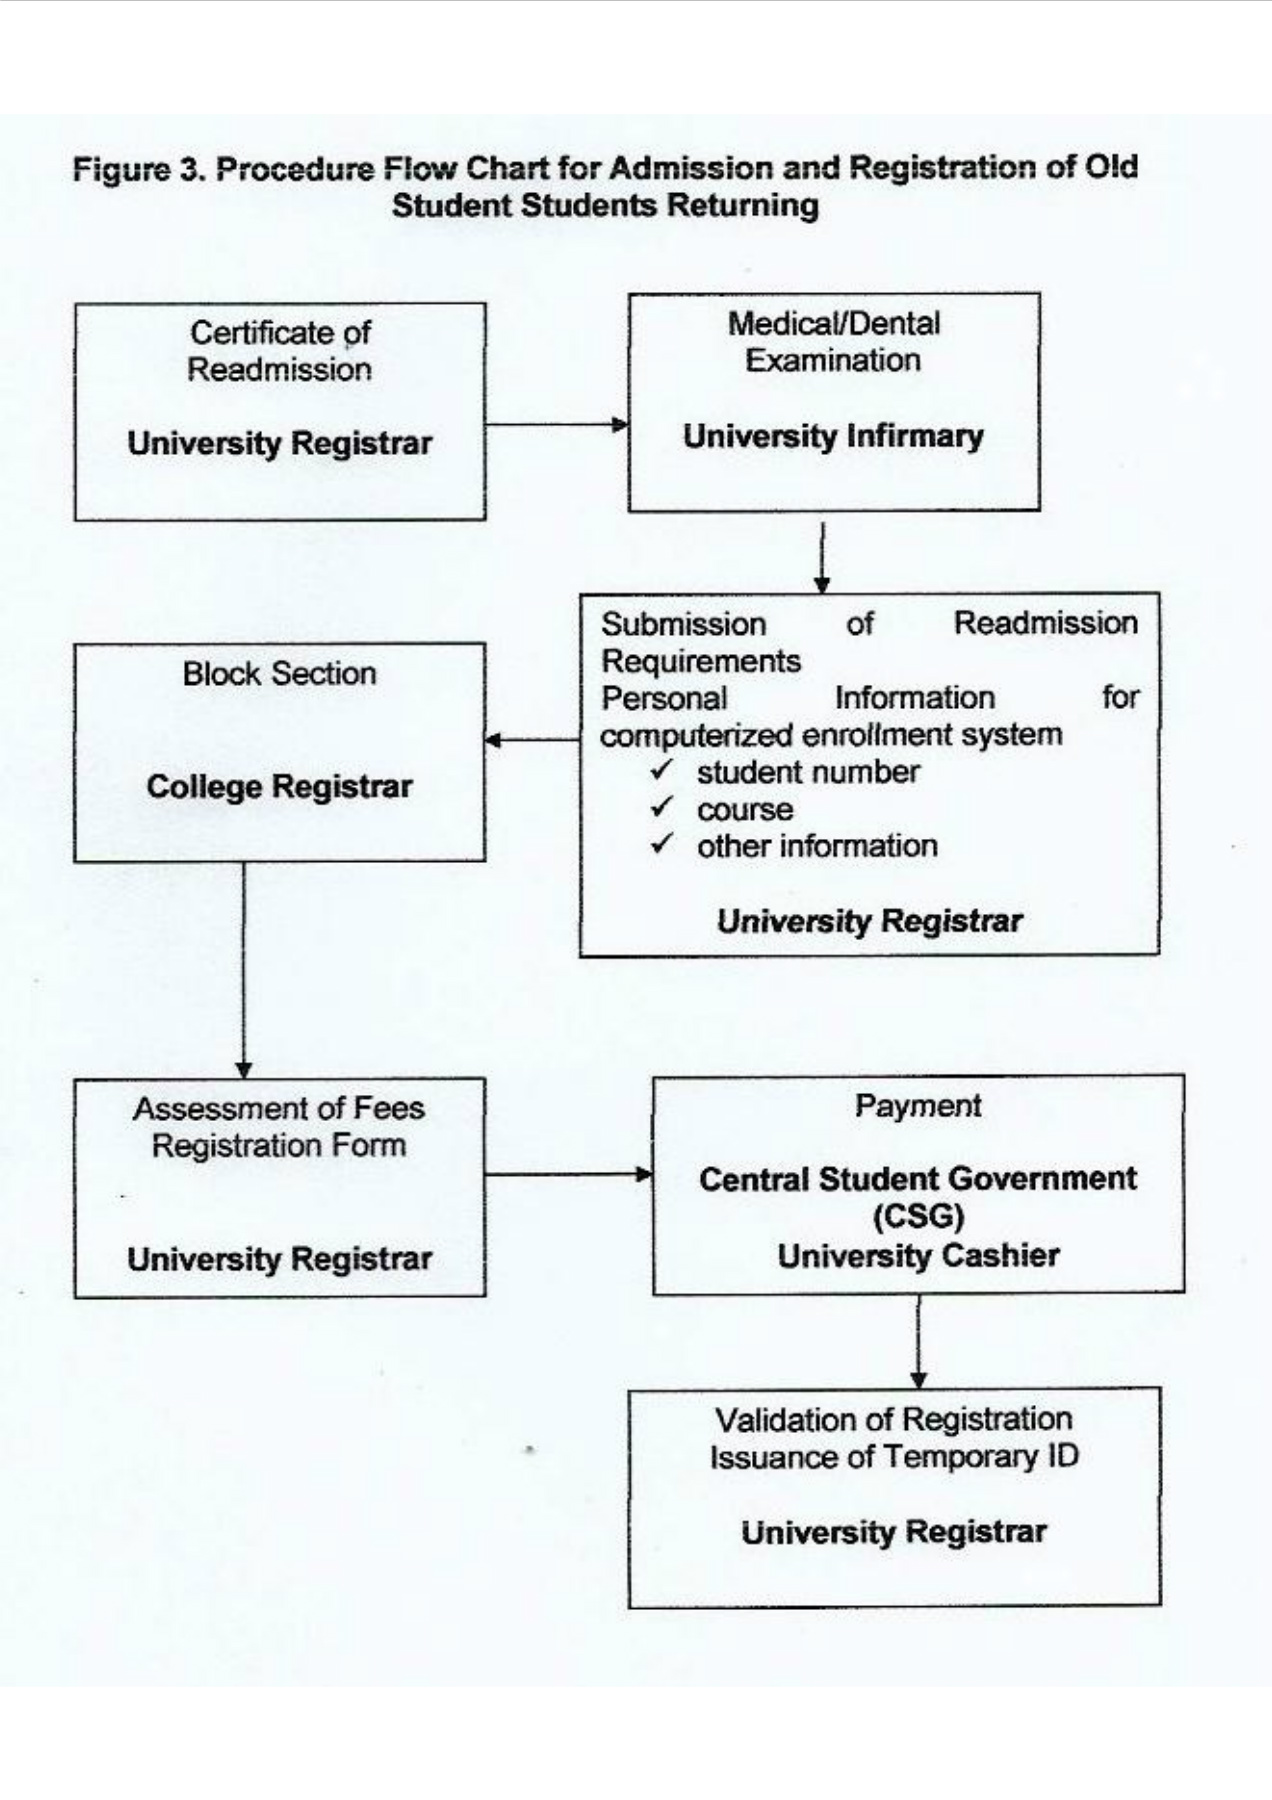 Figure 3. Procedure Flow Chart for Admission and Registration of Old
Student Students Returning
Certificate of
Readmission
University Registrar
Medical/Dental
Examination
University Infirmary
Submission of Readmission
Requirements
Personal Information for
computerized enrollment system
✓ student number
✓ course
✓ other information
University Registrar
Block Section
College Registrar
Assessment of Fees
Registration Form
University Registrar
Payment
Central Student Government
(CSG)
University Cashier
Validation of Registration
Issuance of Temporary ID
University Registrar